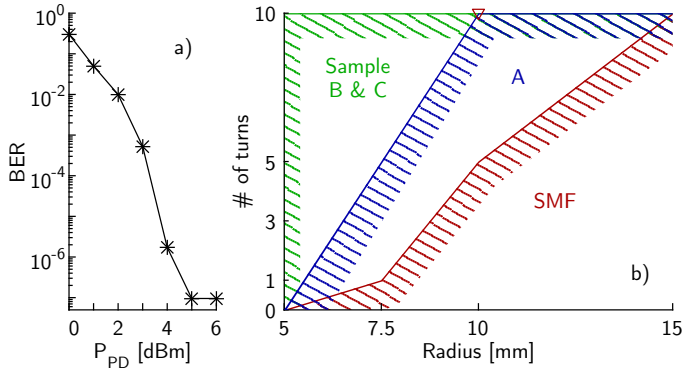 10^0
10^-2
10^-4
10^-6
BER
a)
0 2 4 6
P_PD [dBm]
10
5
3
1
0
# of turns
Sample
B & C
A
SMF
b)
5 7.5 10 15
Radius [mm]